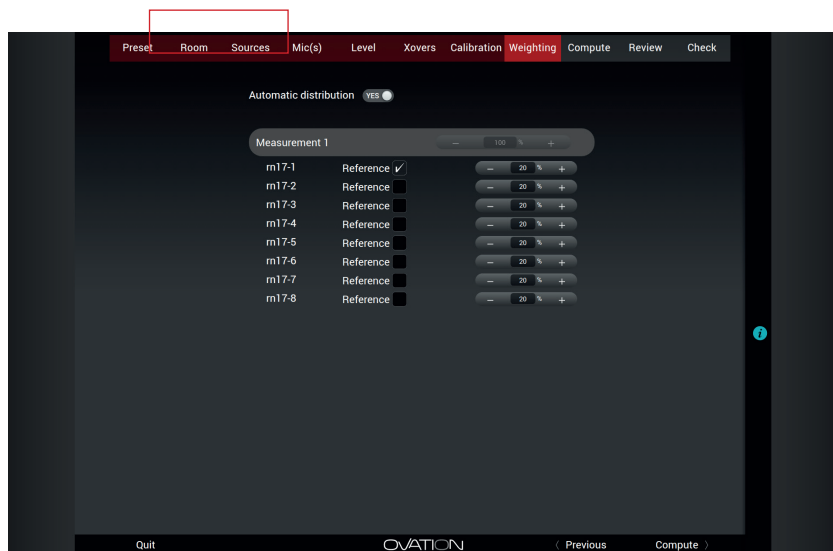 Preset Room Sources Mic(s) Level Xovers Calibration Weighting Compute Review Check
Automatic distribution YES
Measurement 1 − 100 % +
rn17-1 Reference ✓ − 20 % +
rn17-2 Reference − 20 % +
rn17-3 Reference − 20 % +
rn17-4 Reference − 20 % +
rn17-5 Reference − 20 % +
rn17-6 Reference − 20 % +
rn17-7 Reference − 20 % +
rn17-8 Reference − 20 % +
i
Quit OVATION 〈 Previous Compute 〉